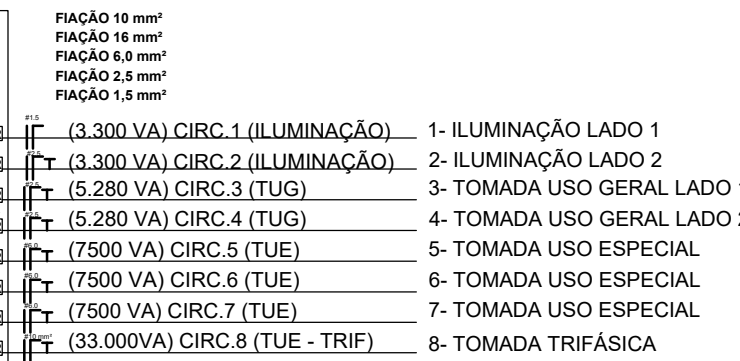 FIAÇÃO 10 mm²
FIAÇÃO 16 mm²
FIAÇÃO 6,0 mm²
FIAÇÃO 2,5 mm²
FIAÇÃO 1,5 mm²
#1.5 (3.300 VA) CIRC.1 (ILUMINAÇÃO) 1- ILUMINAÇÃO LADO 1
#2.5 (3.300 VA) CIRC.2 (ILUMINAÇÃO) 2- ILUMINAÇÃO LADO 2
#2.5 (5.280 VA) CIRC.3 (TUG) 3- TOMADA USO GERAL LADO 1
#2.5 (5.280 VA) CIRC.4 (TUG) 4- TOMADA USO GERAL LADO 2
#6.0 (7500 VA) CIRC.5 (TUE) 5- TOMADA USO ESPECIAL
#6.0 (7500 VA) CIRC.6 (TUE) 6- TOMADA USO ESPECIAL
#6.0 (7500 VA) CIRC.7 (TUE) 7- TOMADA USO ESPECIAL
#10 mm² (33.000VA) CIRC.8 (TUE - TRIF) 8- TOMADA TRIFÁSICA